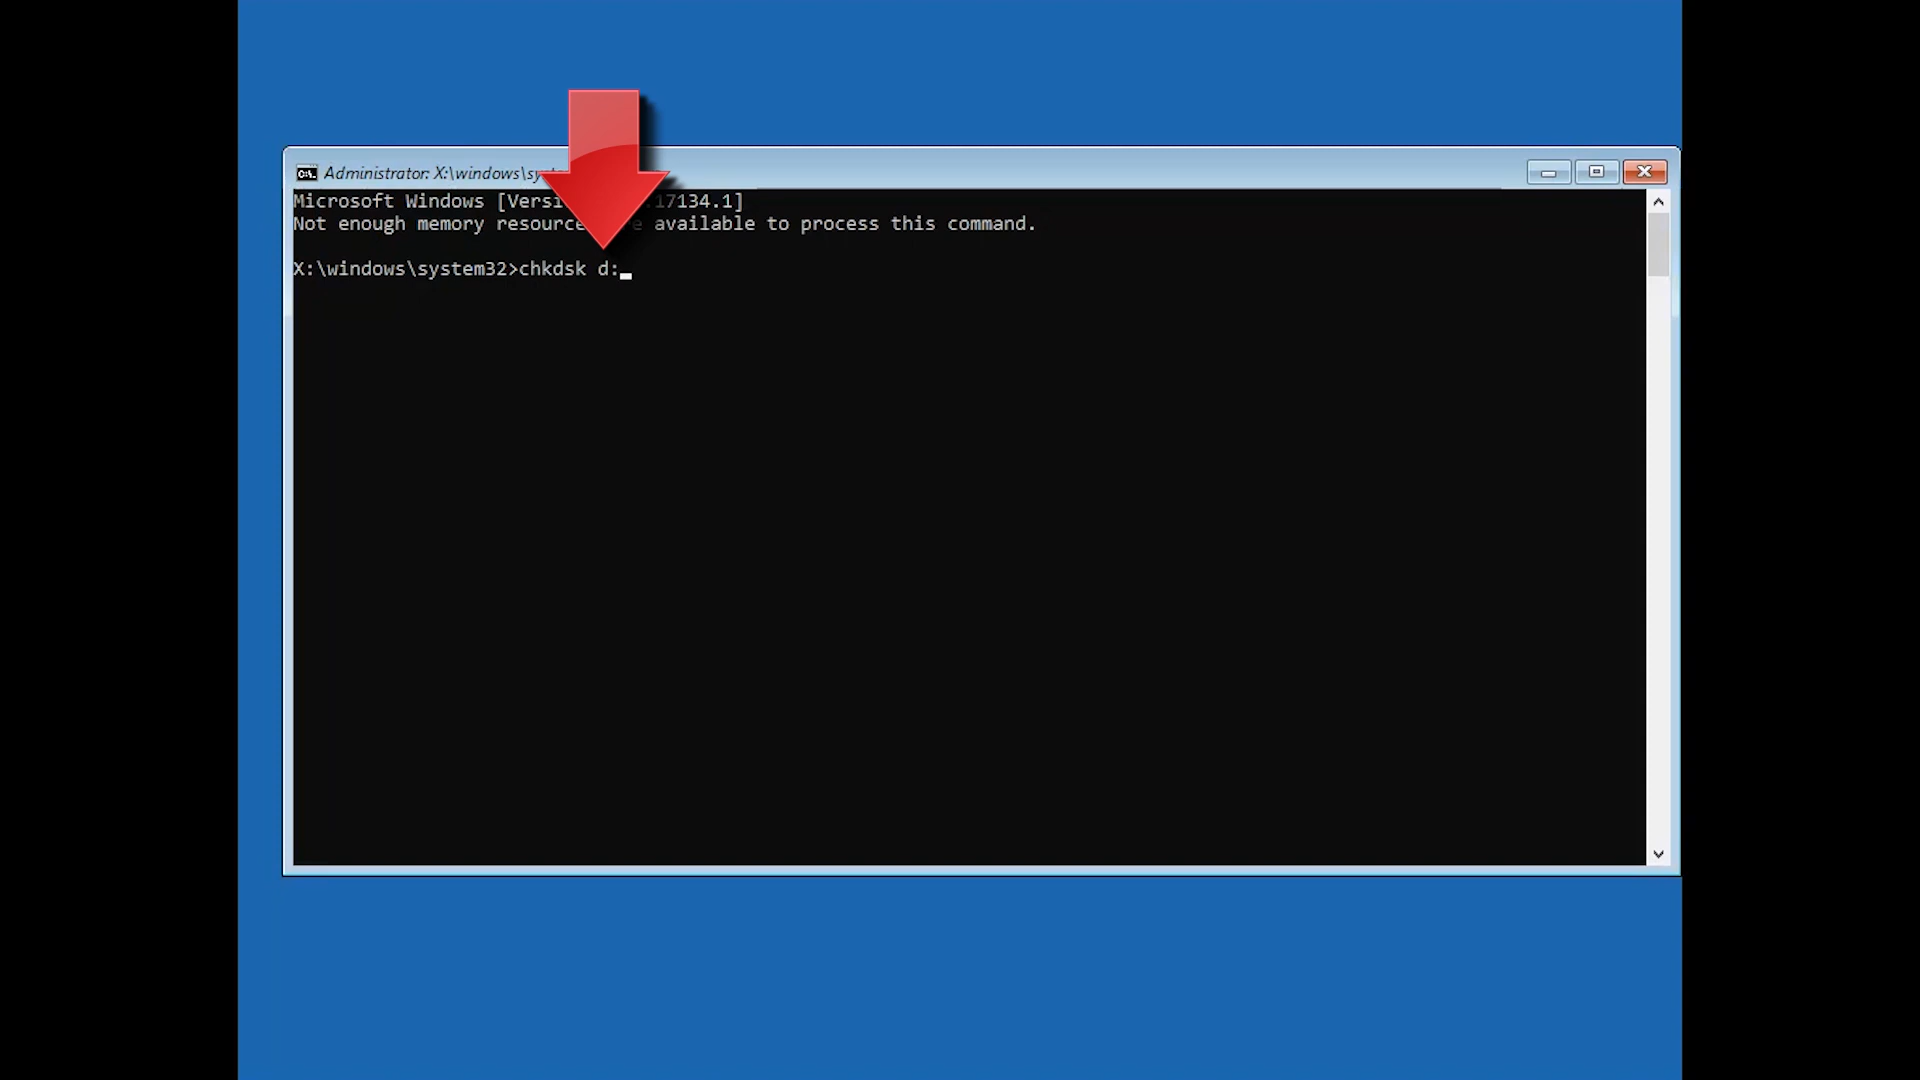 Administrator: X:\windows\sy
Microsoft Windows [Versi 17134.1]
Not enough memory resource e available to process this command.
X:\windows\system32>chkdsk d: